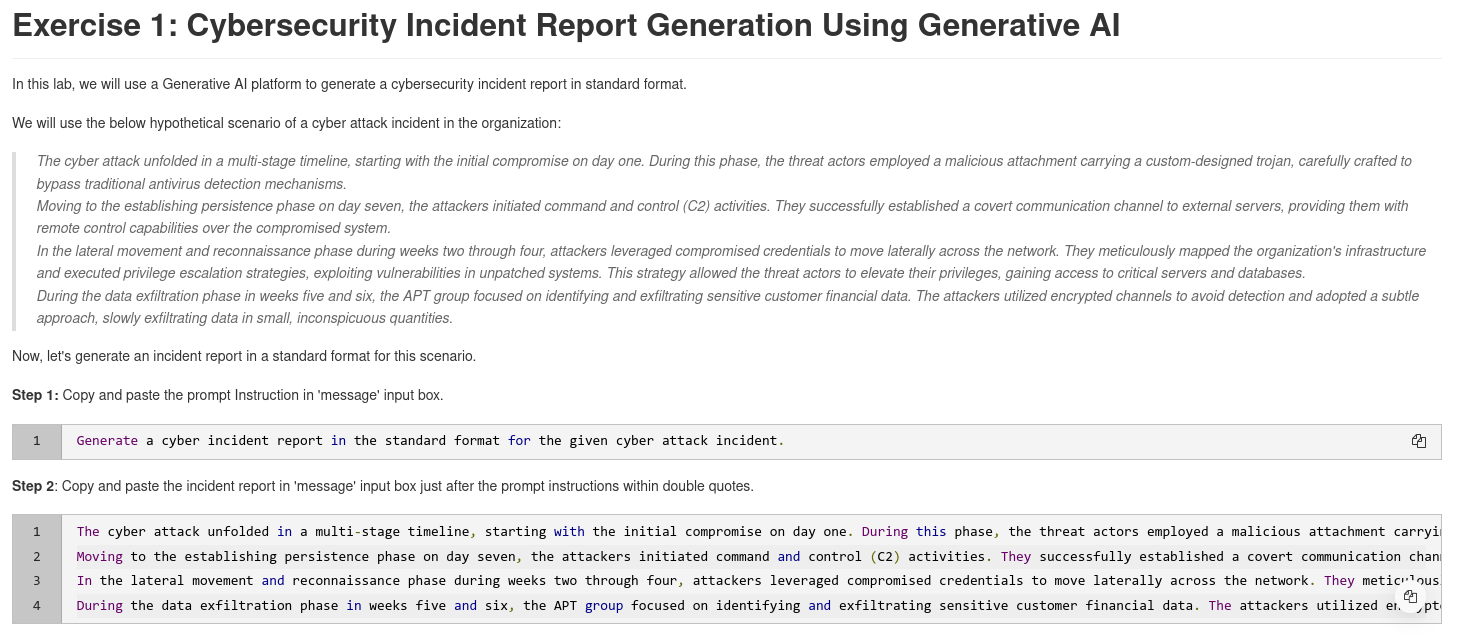 Exercise 1: Cybersecurity Incident Report Generation Using Generative AI
In this lab, we will use a Generative AI platform to generate a cybersecurity incident report in standard format.
We will use the below hypothetical scenario of a cyber attack incident in the organization:
The cyber attack unfolded in a multi-stage timeline, starting with the initial compromise on day one. During this phase, the threat actors employed a malicious attachment carrying a custom-designed trojan, carefully crafted to
bypass traditional antivirus detection mechanisms.
Moving to the establishing persistence phase on day seven, the attackers initiated command and control (C2) activities. They successfully established a covert communication channel to external servers, providing them with
remote control capabilities over the compromised system.
In the lateral movement and reconnaissance phase during weeks two through four, attackers leveraged compromised credentials to move laterally across the network. They meticulously mapped the organization's infrastructure
and executed privilege escalation strategies, exploiting vulnerabilities in unpatched systems. This strategy allowed the threat actors to elevate their privileges, gaining access to critical servers and databases.
During the data exfiltration phase in weeks five and six, the APT group focused on identifying and exfiltrating sensitive customer financial data. The attackers utilized encrypted channels to avoid detection and adopted a subtle
approach, slowly exfiltrating data in small, inconspicuous quantities.
Now, let's generate an incident report in a standard format for this scenario.
Step 1: Copy and paste the prompt Instruction in 'message' input box.
1 Generate a cyber incident report in the standard format for the given cyber attack incident.
Step 2: Copy and paste the incident report in 'message' input box just after the prompt instructions within double quotes.
1 The cyber attack unfolded in a multi-stage timeline, starting with the initial compromise on day one. During this phase, the threat actors employed a malicious attachment
2 Moving to the establishing persistence phase on day seven, the attackers initiated command and control (C2) activities. They successfully established a covert communication
3 In the lateral movement and reconnaissance phase during weeks two through four, attackers leveraged compromised credentials to move laterally across the network. They
4 During the data exfiltration phase in weeks five and six, the APT group focused on identifying and exfiltrating sensitive customer financial data. The attackers utilized